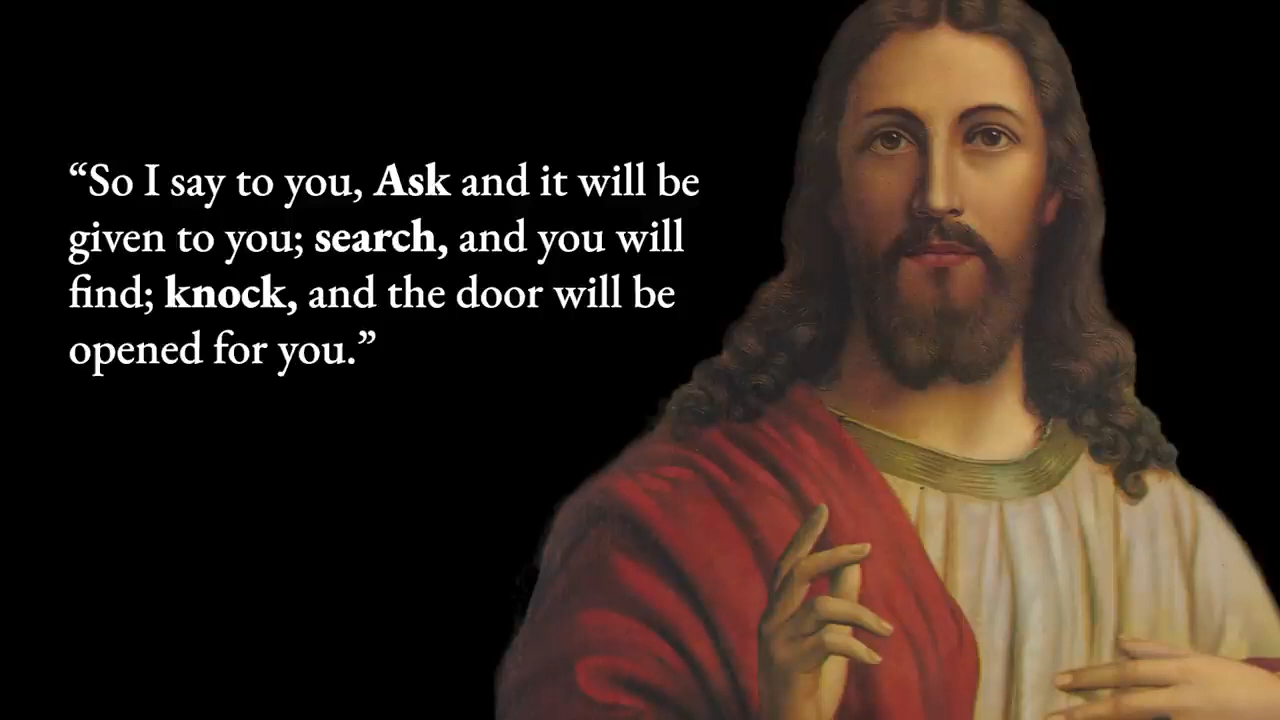 “So I say to you, Ask and it will be
given to you; search, and you will
find; knock, and the door will be
opened for you.”